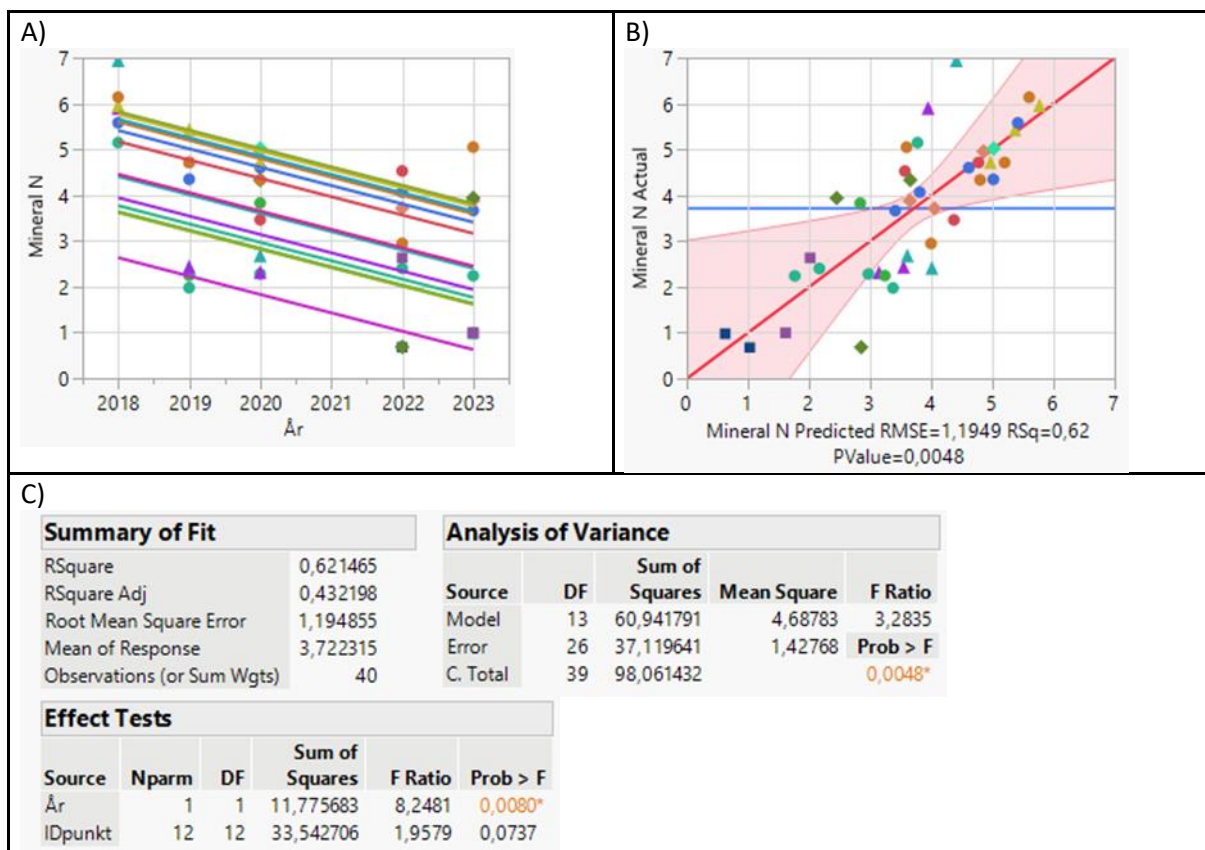 A)
7
6
5
4
3
2
1
0
Mineral N
2018 2019 2020 2021 2022 2023
År
B)
7
6
5
4
3
2
1
0
Mineral N Actual
0 1 2 3 4 5 6 7
Mineral N Predicted RMSE=1,1949 RSq=0,62
PValue=0,0048
C)
Summary of Fit
RSquare 0,621465
RSquare Adj 0,432198
Root Mean Square Error 1,194855
Mean of Response 3,722315
Observations (or Sum Wgts) 40
Analysis of Variance
Sum of
Source DF Squares Mean Square F Ratio
Model 13 60,941791 4,68783 3,2835
Error 26 37,119641 1,42768 Prob > F
C. Total 39 98,061432 0,0048*
Effect Tests
Sum of
Source Nparm DF Squares F Ratio Prob > F
År 1 1 11,775683 8,2481 0,0080*
IDpunkt 12 12 33,542706 1,9579 0,0737